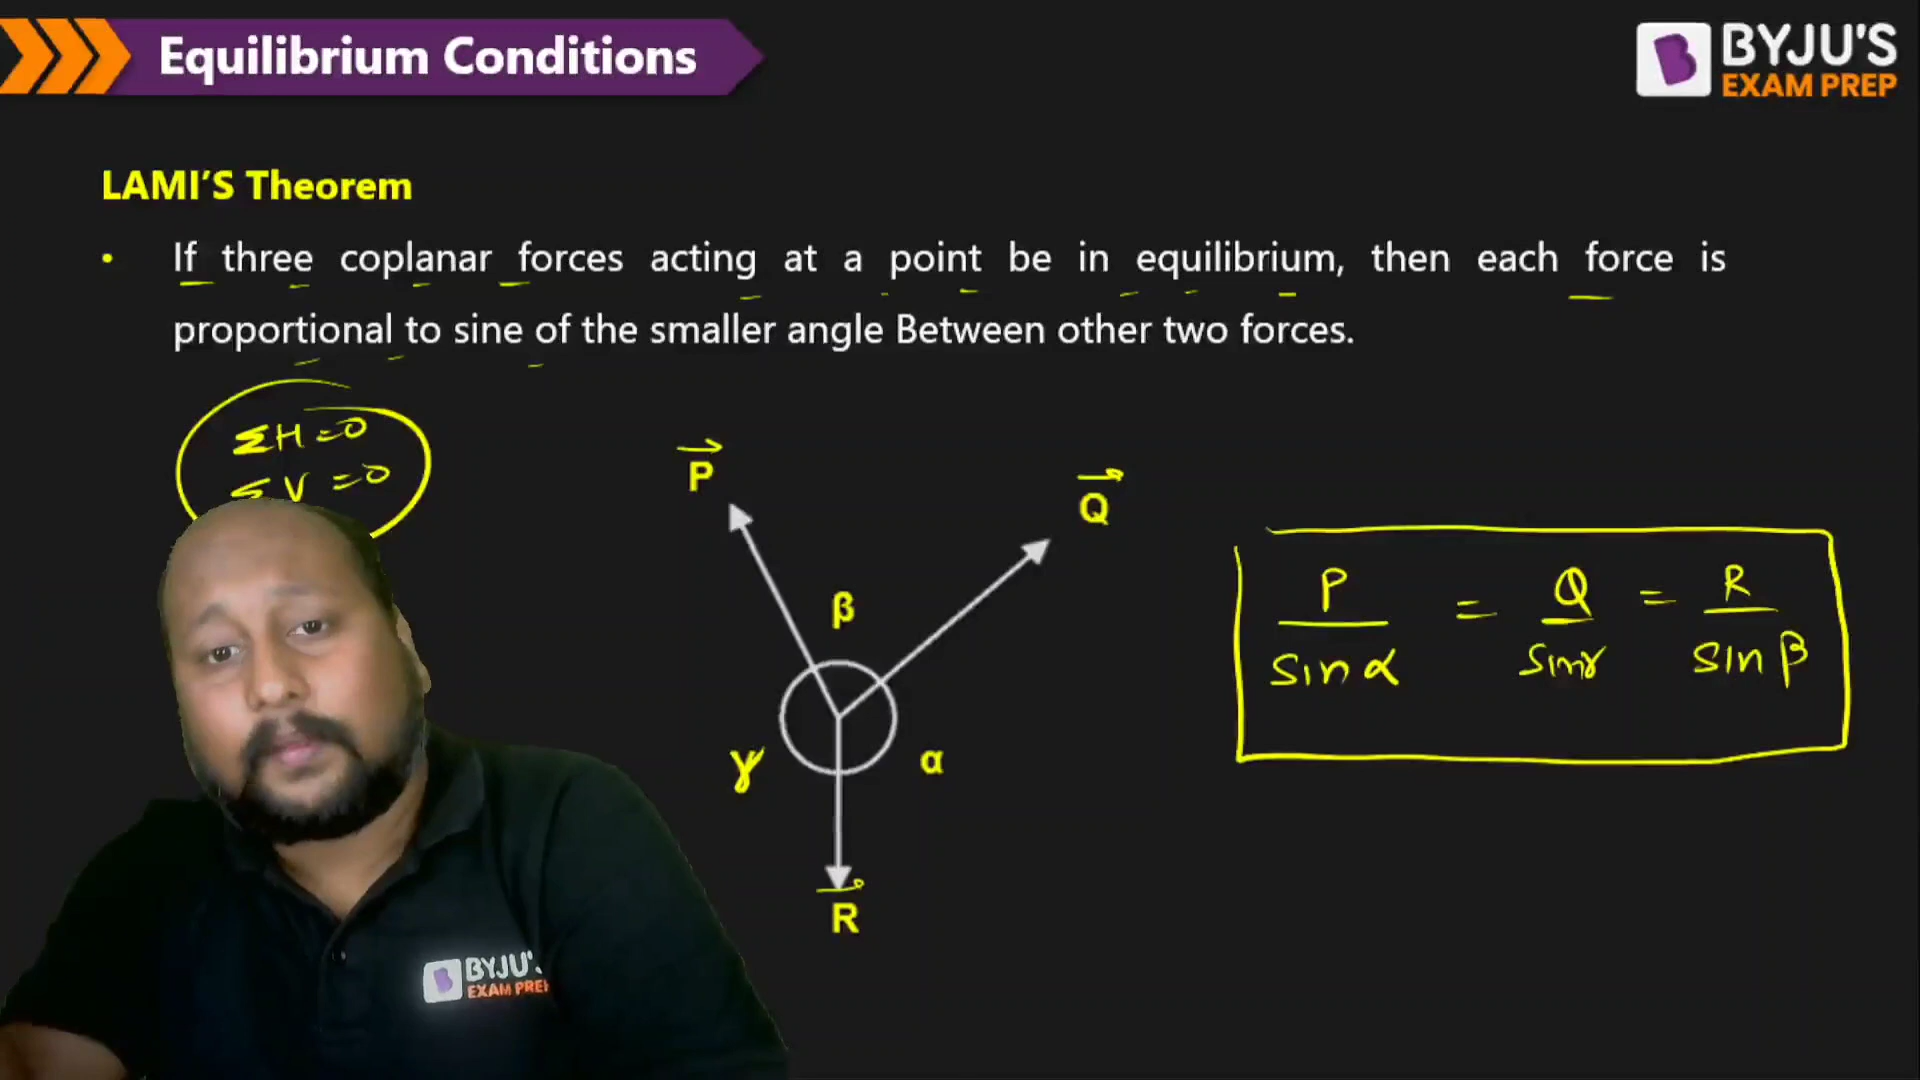 Equilibrium Conditions
BYJU'S
EXAM PREP
LAMI'S Theorem
• If three coplanar forces acting at a point be in equilibrium, then each force is
proportional to sine of the smaller angle Between other two forces.
ΣH=0
ΣV=0
P
Q
β
γ
α
R
P/sin α = Q/sin γ = R/sin β
BYJU'S
EXAM PREP